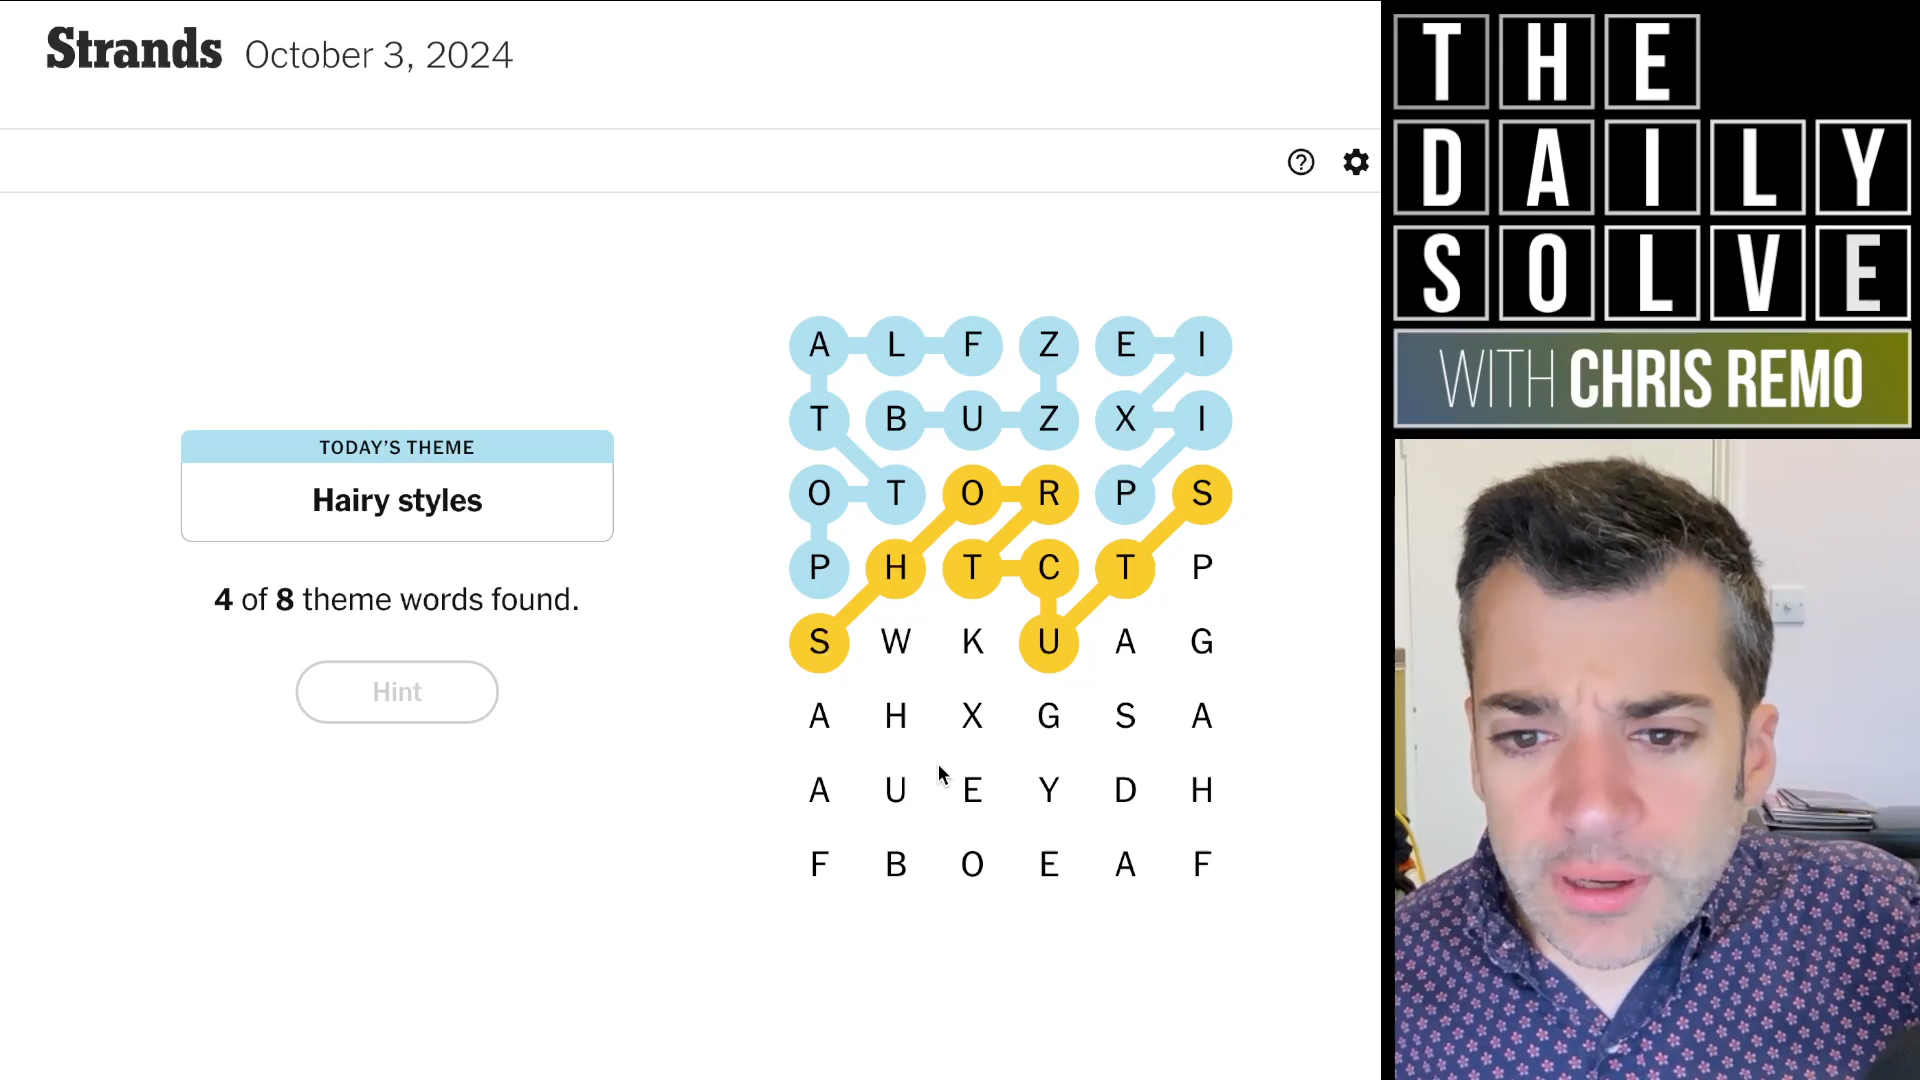 Strands October 3, 2024
TODAY'S THEME
Hairy styles
4 of 8 theme words found.
Hint
A L F Z E I
T B U Z X I
O T O R P S
P H T C T P
S W K U A G
A H X G S A
A U E Y D H
F B O E A F
THE
DAILY
SOLVE
WITH CHRIS REMO